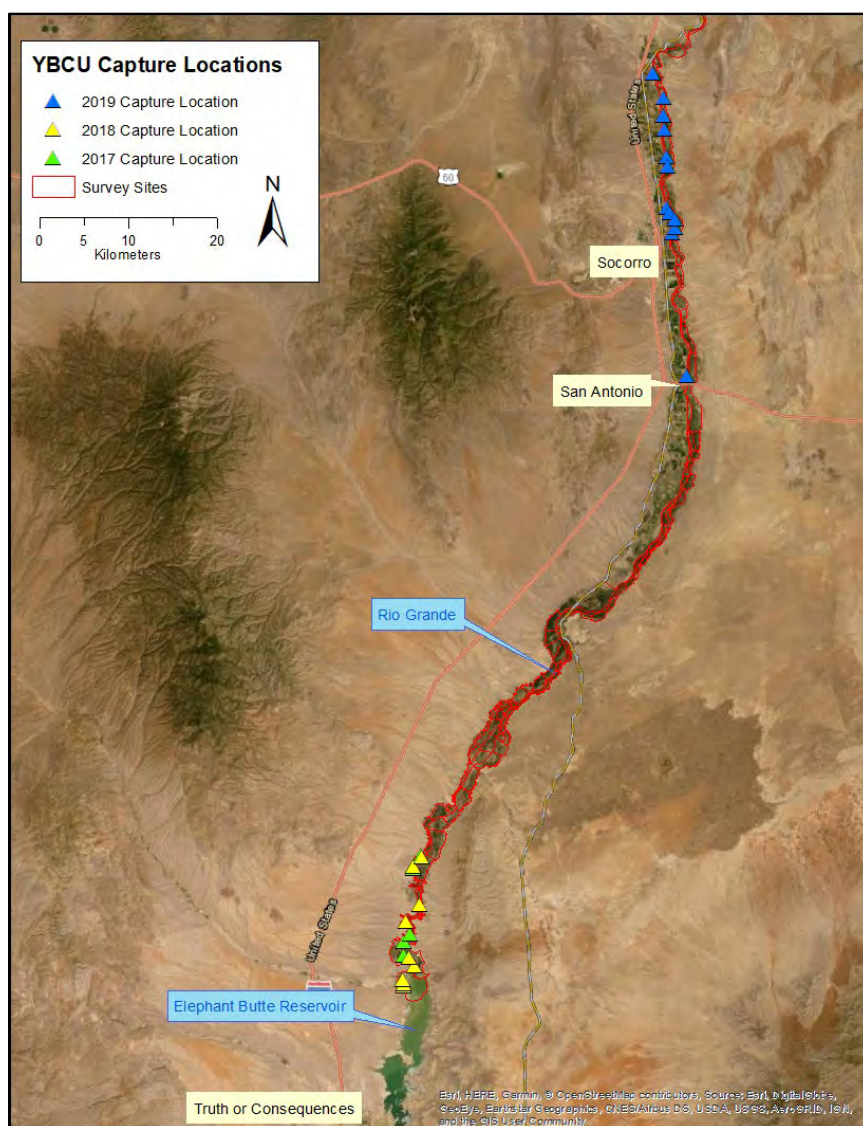 YBCU Capture Locations
2019 Capture Location
2018 Capture Location
2017 Capture Location
Survey Sites
N
0 5 10 20
Kilometers
United States
60
Socorro
San Antonio
Rio Grande
United States
Elephant Butte Reservoir
Truth or Consequences
Esri, HERE, Garmin, © OpenStreetMap contributors, Source: Esri, DigitalGlobe,
GeoEye, Earthstar Geographics, CNES/Airbus DS, USDA, USGS, AeroGRID, IGN,
and the GIS User Community